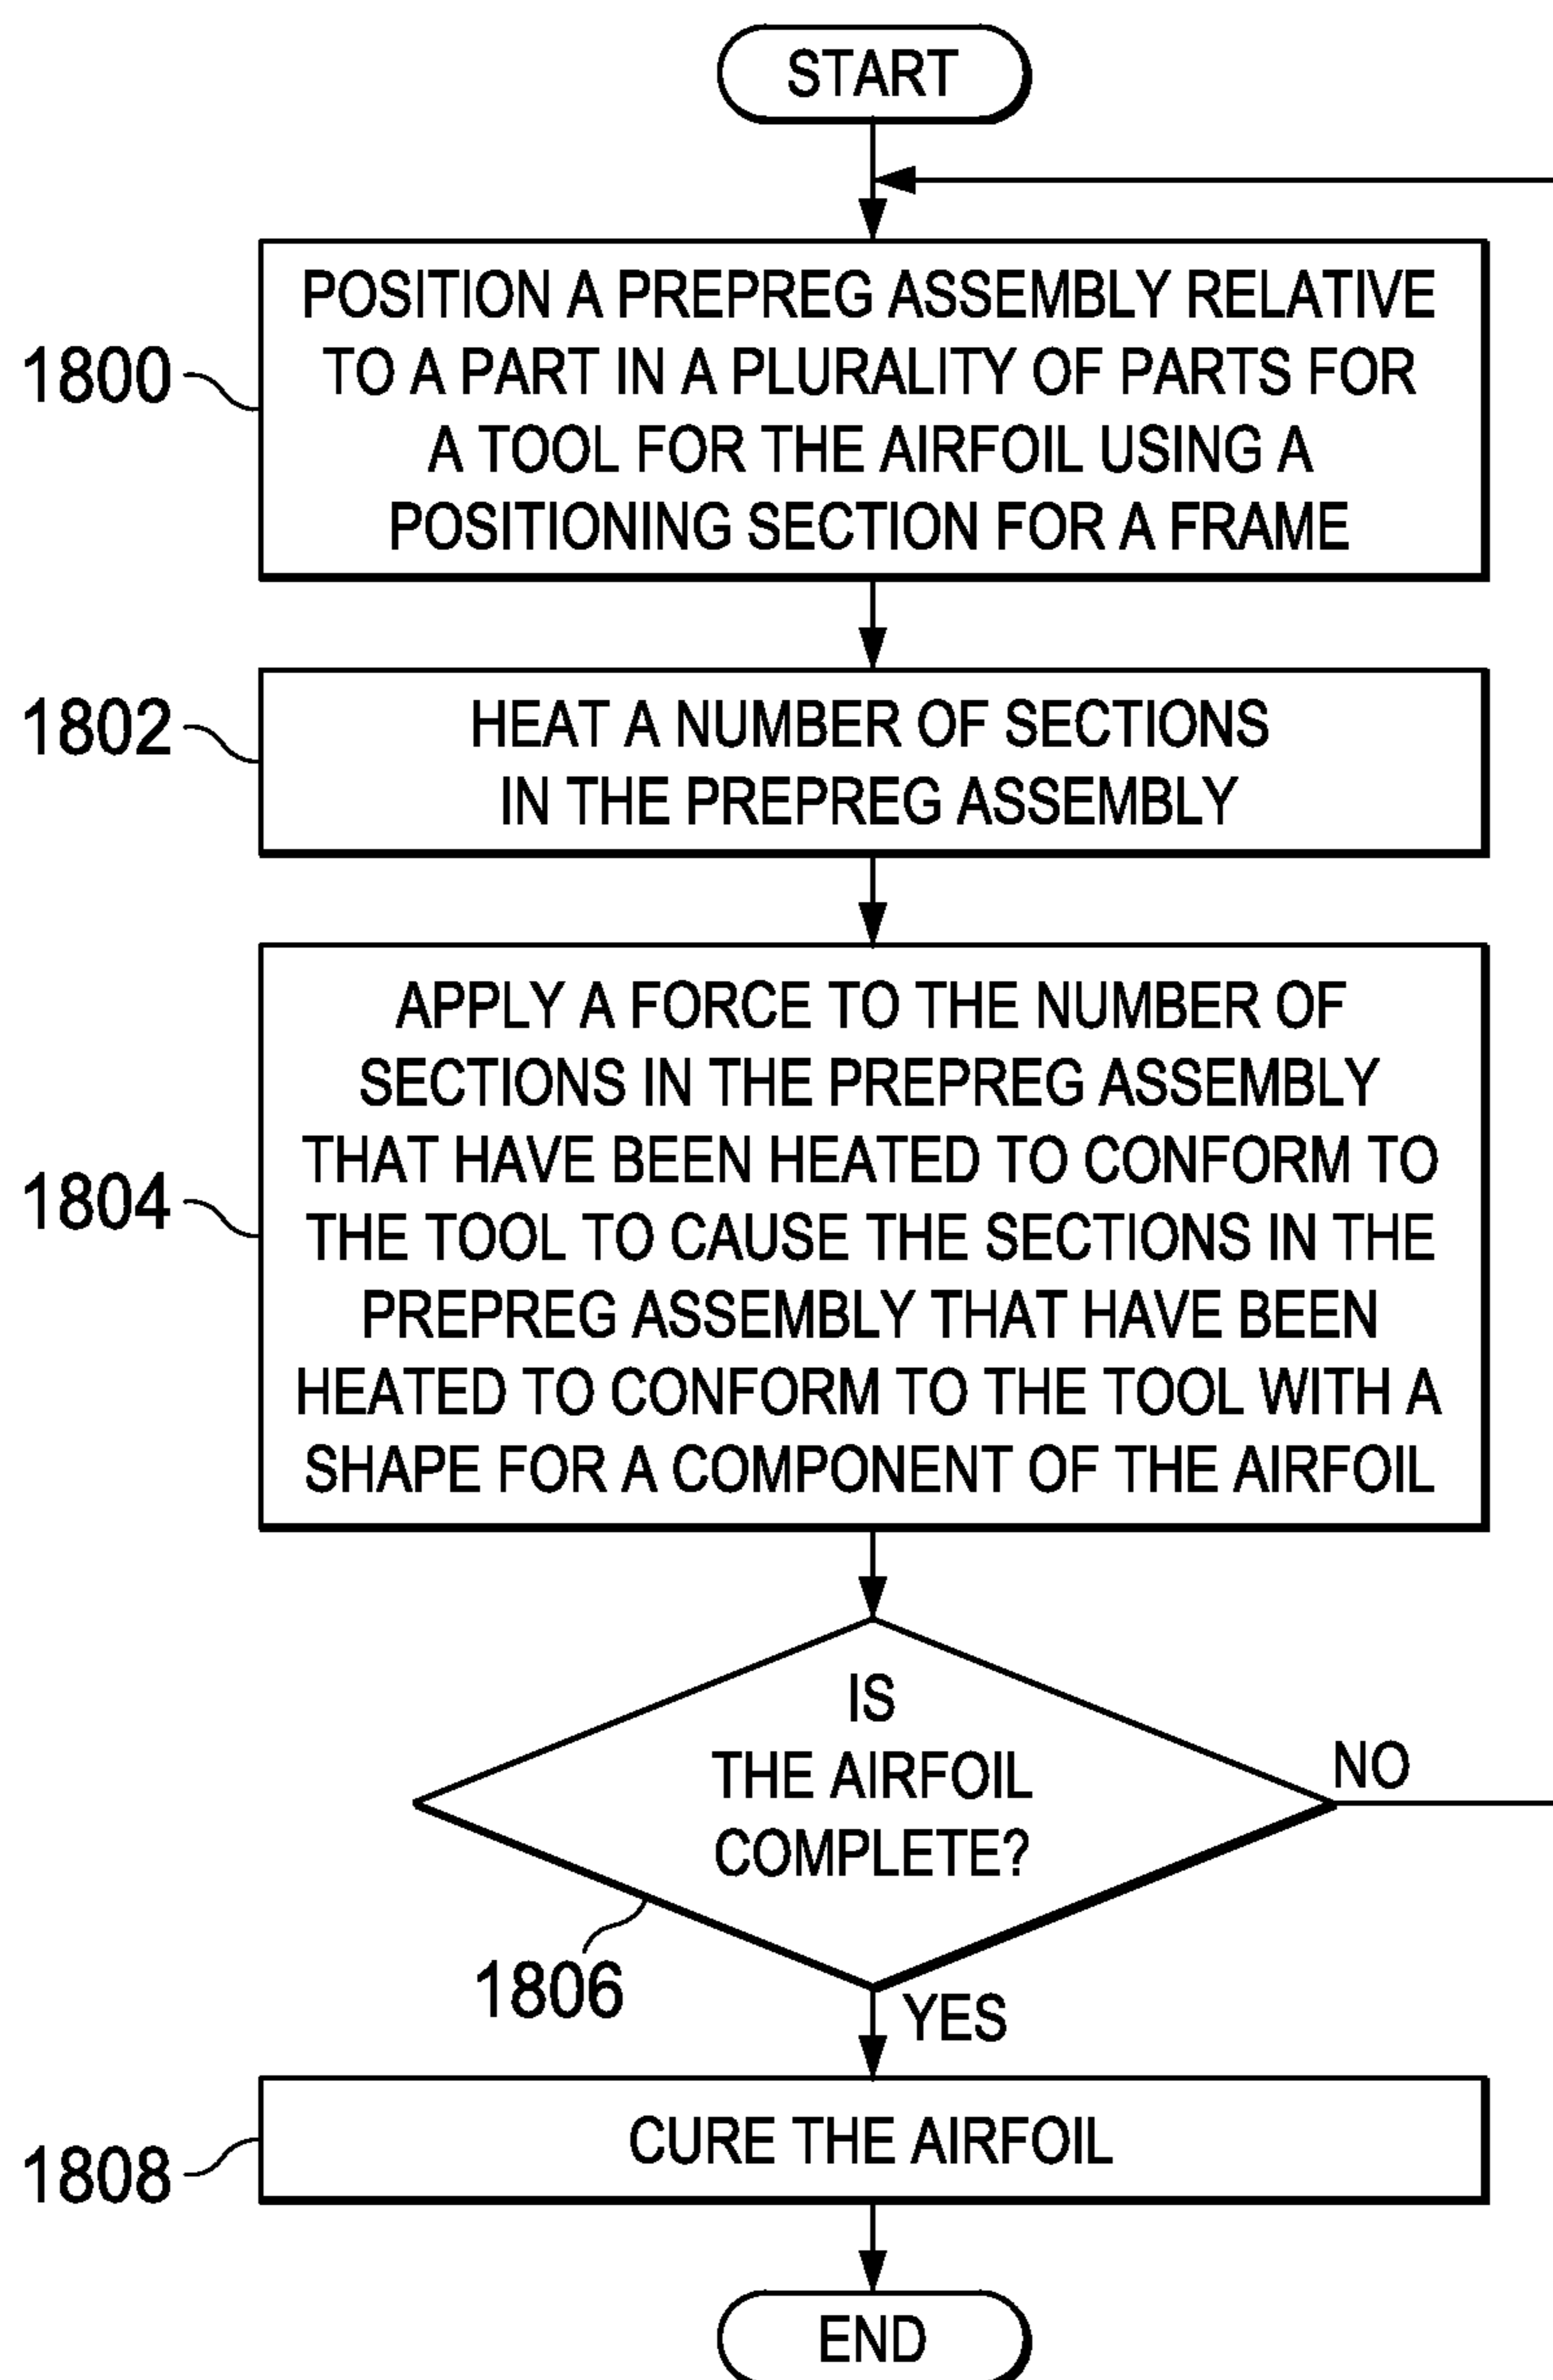 START
POSITION A PREPREG ASSEMBLY RELATIVE
TO A PART IN A PLURALITY OF PARTS FOR
A TOOL FOR THE AIRFOIL USING A
POSITIONING SECTION FOR A FRAME
1800
HEAT A NUMBER OF SECTIONS
IN THE PREPREG ASSEMBLY
1802
APPLY A FORCE TO THE NUMBER OF
SECTIONS IN THE PREPREG ASSEMBLY
THAT HAVE BEEN HEATED TO CONFORM TO
THE TOOL TO CAUSE THE SECTIONS IN THE
PREPREG ASSEMBLY THAT HAVE BEEN
HEATED TO CONFORM TO THE TOOL WITH A
SHAPE FOR A COMPONENT OF THE AIRFOIL
1804
IS
THE AIRFOIL
COMPLETE?
NO
1806
YES
CURE THE AIRFOIL
1808
END